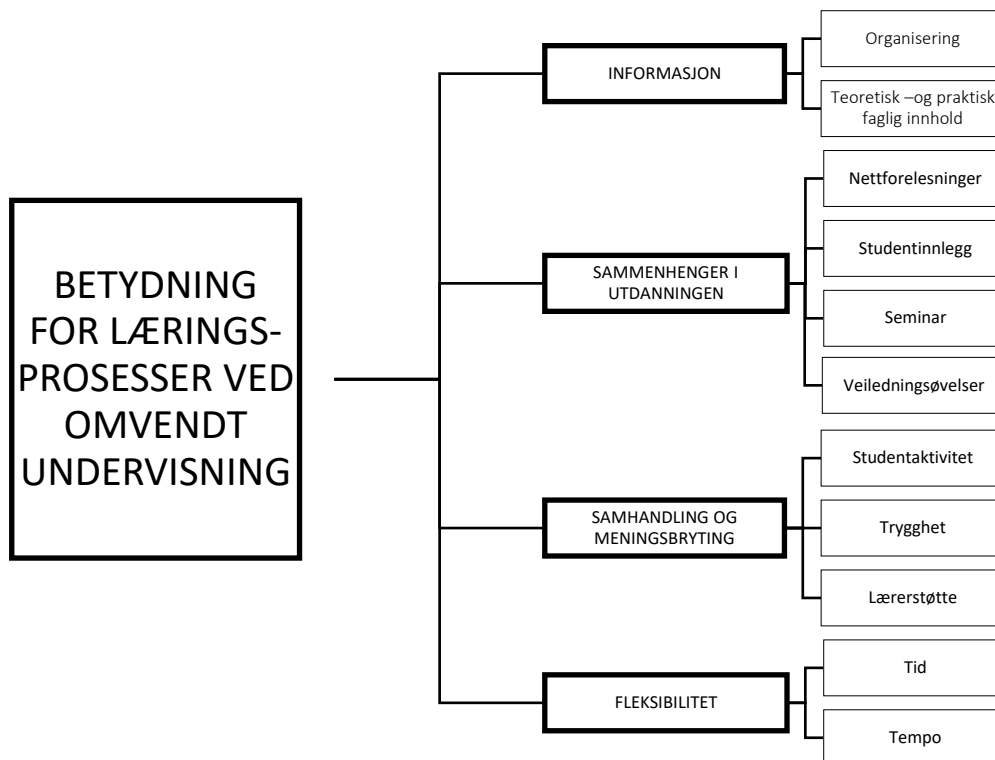 BETYDNING
FOR LÆRINGS-
PROSESSER VED
OMVENDT
UNDERVISNING
INFORMASJON
Organisering
Teoretisk –og praktisk
faglig innhold
SAMMENHENGER I
UTDANNINGEN
Nettforelesninger
Studentinnlegg
Seminar
Veiledningsøvelser
SAMHANDLING OG
MENINGSBRYTING
Studentaktivitet
Trygghet
Lærerstøtte
FLEKSIBILITET
Tid
Tempo